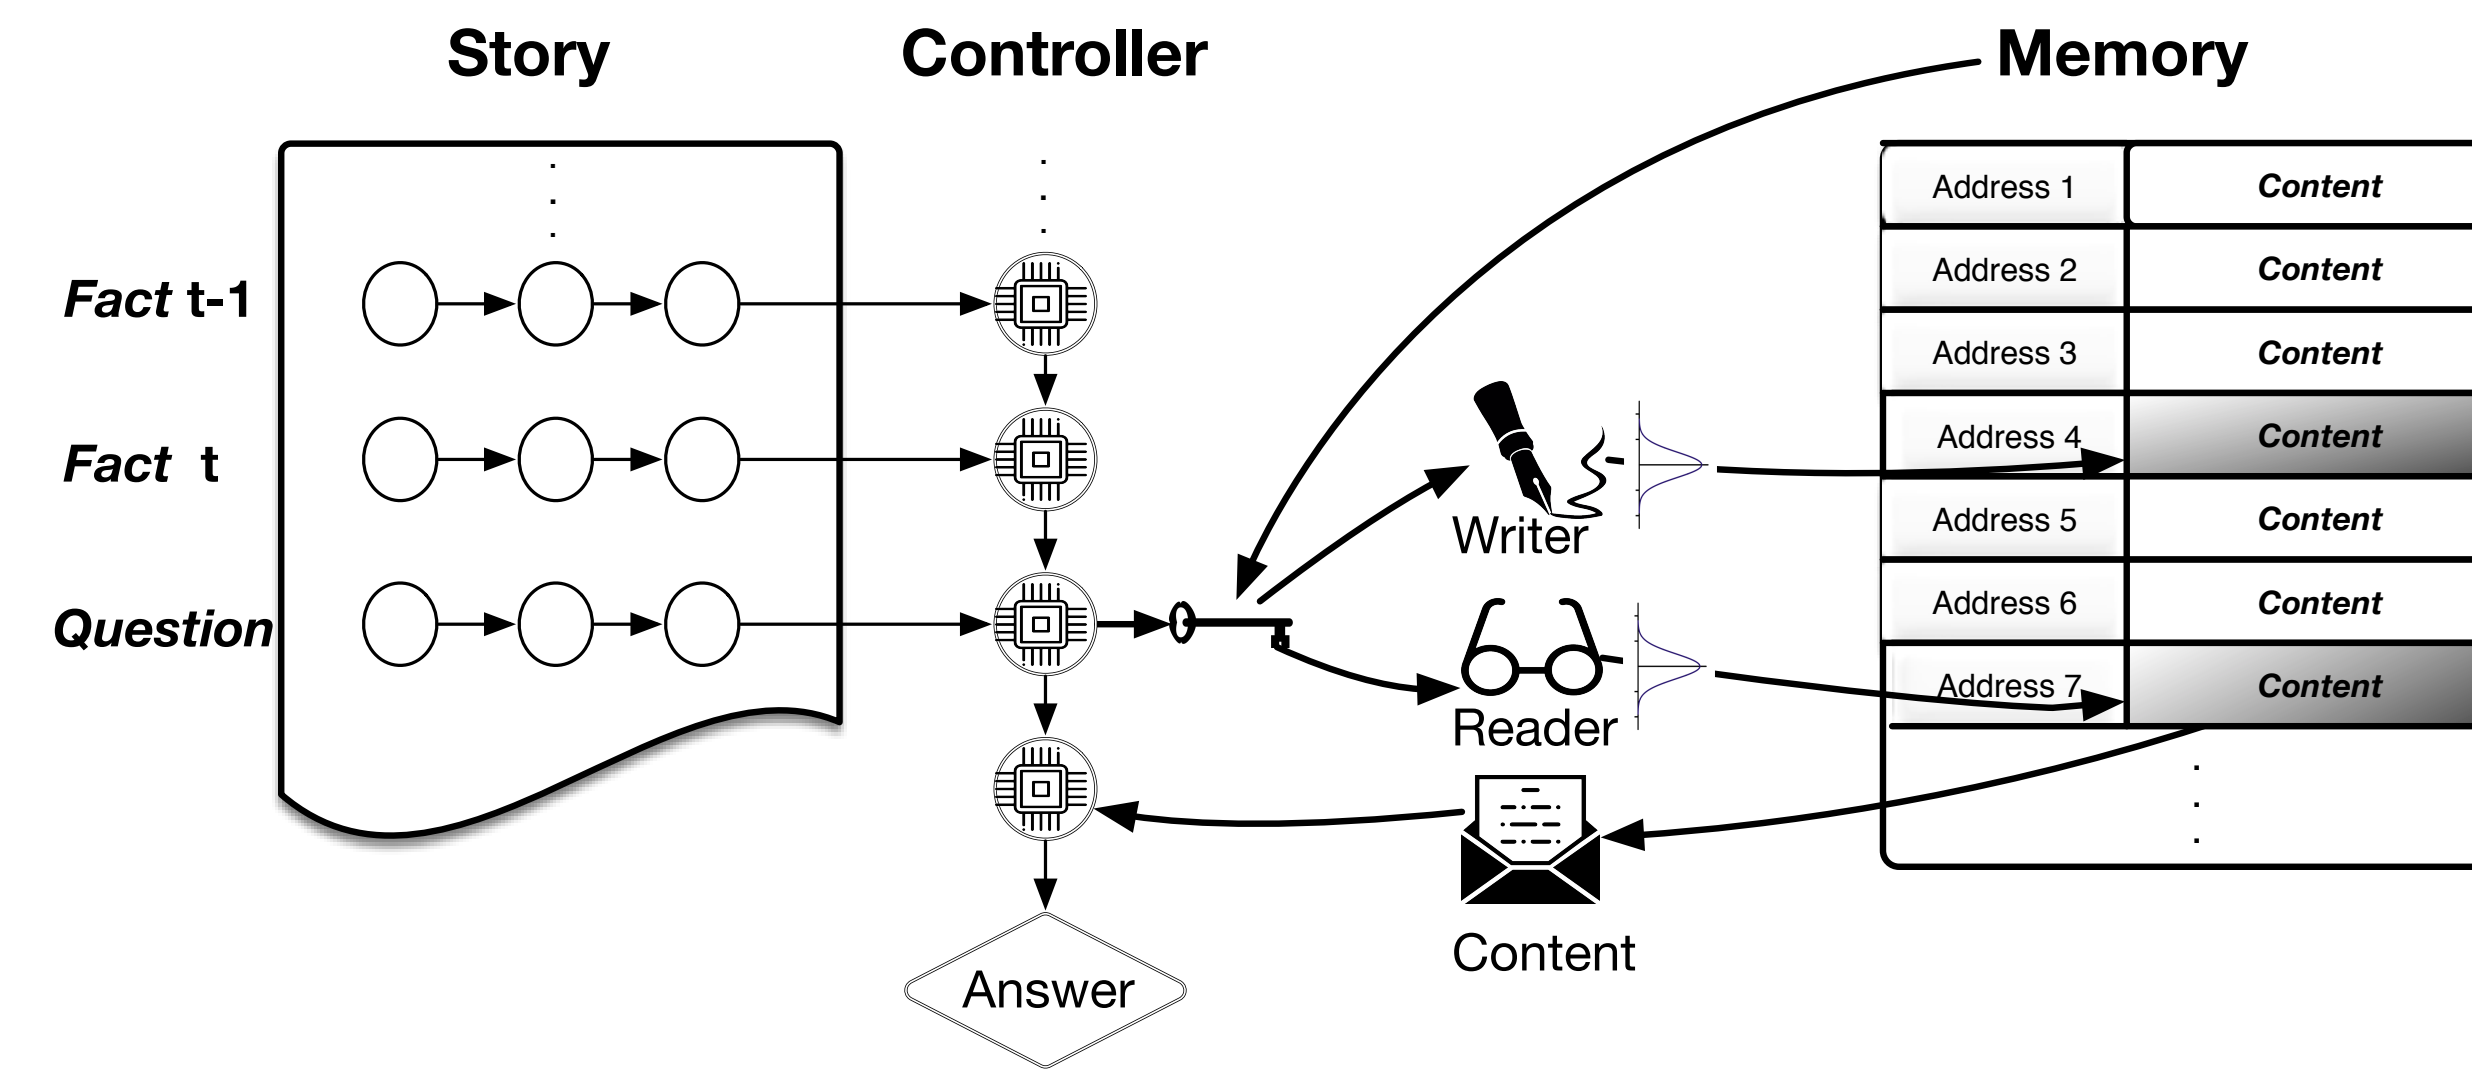 Story
Controller
Memory
Fact t-1
Fact t
Question
Writer
Reader
Content
Answer
Address 1
Content
Address 2
Content
Address 3
Content
Address 4
Content
Address 5
Content
Address 6
Content
Address 7
Content